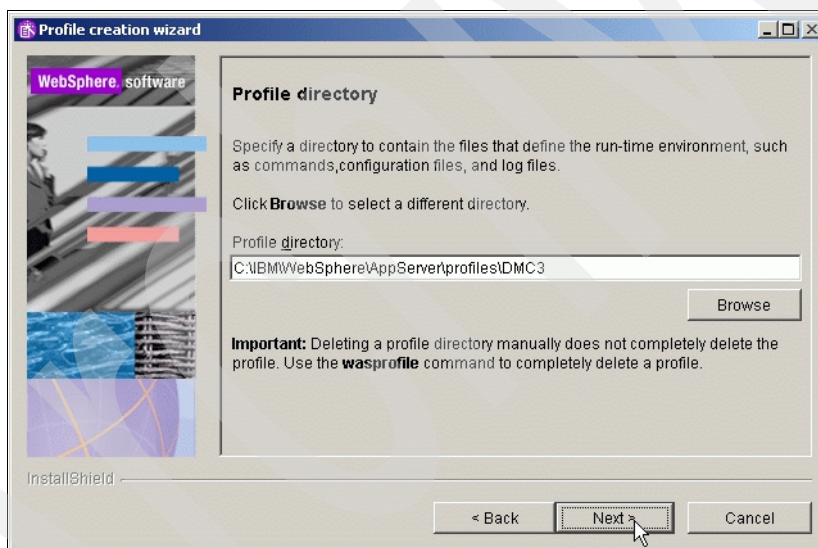 Profile creation wizard
WebSphere. software
Profile directory
Specify a directory to contain the files that define the run-time environment, such
as commands,configuration files, and log files.
Click Browse to select a different directory.
Profile directory:
C:\IBM\WebSphere\AppServer\profiles\DMC3
Browse
Important: Deleting a profile directory manually does not completely delete the
profile. Use the wasprofile command to completely delete a profile.
InstallShield
< Back
Next >
Cancel